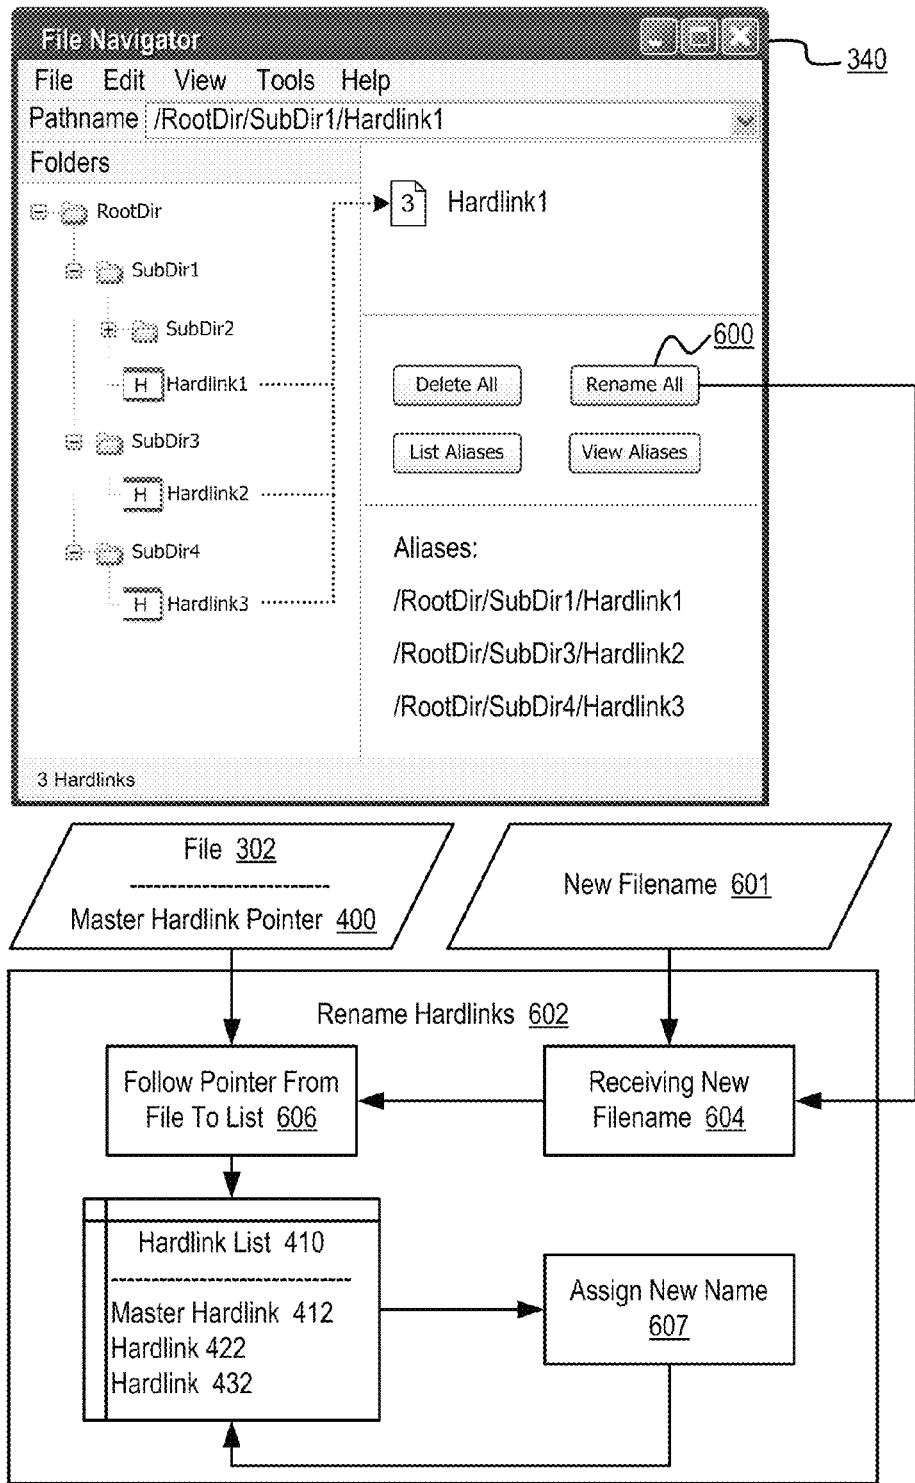 File Navigator
340
File Edit View Tools Help
Pathname /RootDir/SubDir1/Hardlink1
Folders
RootDir
SubDir1
SubDir2
H Hardlink1
SubDir3
H Hardlink2
SubDir4
H Hardlink3
3 Hardlink1
600
Delete All Rename All
List Aliases View Aliases
Aliases:
/RootDir/SubDir1/Hardlink1
/RootDir/SubDir3/Hardlink2
/RootDir/SubDir4/Hardlink3
3 Hardlinks
File 302
Master Hardlink Pointer 400
New Filename 601
Rename Hardlinks 602
Follow Pointer From
File To List 606
Receiving New
Filename 604
Hardlink List 410
Master Hardlink 412
Hardlink 422
Hardlink 432
Assign New Name
607